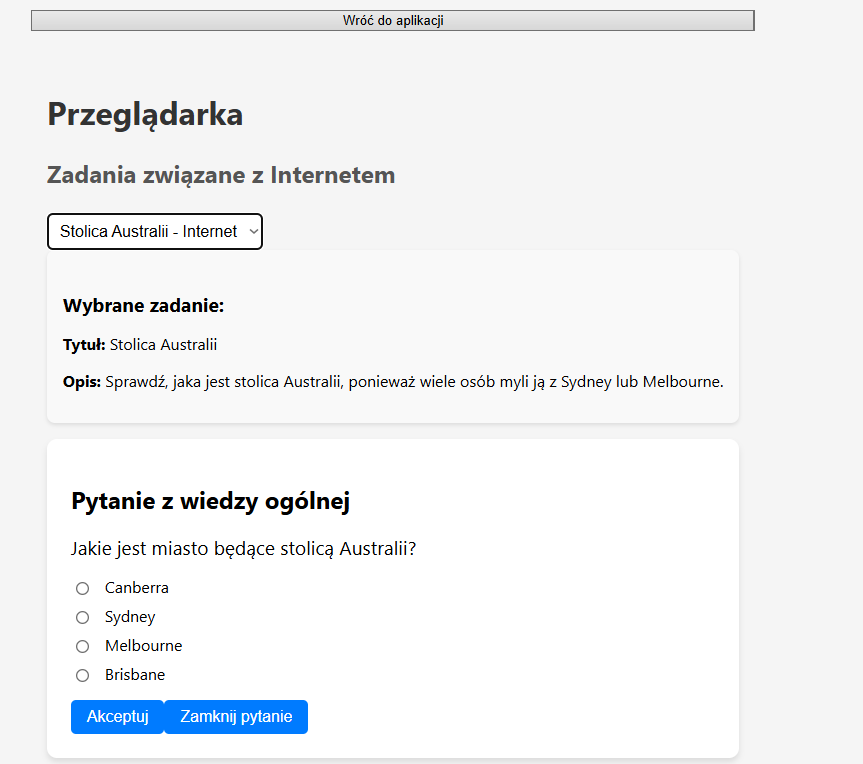 Wróć do aplikacji
Przeglądarka
Zadania związane z Internetem
Stolica Australii - Internet
Wybrane zadanie:
Tytuł: Stolica Australii
Opis: Sprawdź, jaka jest stolica Australii, ponieważ wiele osób myli ją z Sydney lub Melbourne.
Pytanie z wiedzy ogólnej
Jakie jest miasto będące stolicą Australii?
Canberra
Sydney
Melbourne
Brisbane
Akceptuj Zamknij pytanie